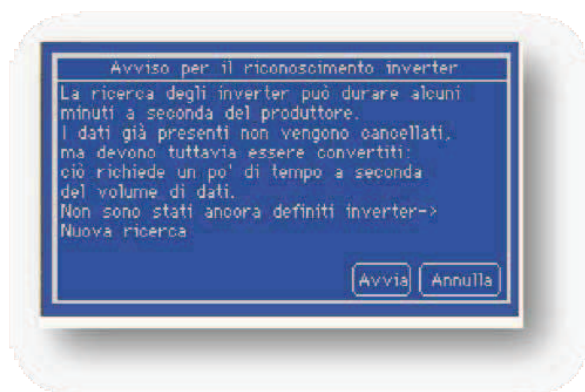 Avviso per il riconoscimento inverter
La ricerca degli inverter può durare alcuni
minuti a seconda del produttore.
I dati già presenti non vengono cancellati,
ma devono tuttavia essere convertiti:
ciò richiede un po' di tempo a seconda
del volume di dati.
Non sono stati ancora definiti inverter->
Nuova ricerca
Avvia Annulla